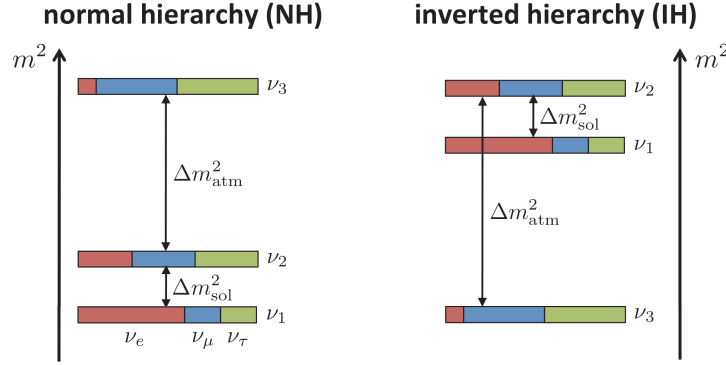 normal hierarchy (NH)
inverted hierarchy (IH)
m²
ν₃
Δm²atm
ν₂
Δm²sol
ν₁
νe νμ ντ
m²
ν₂
Δm²sol
ν₁
Δm²atm
ν₃